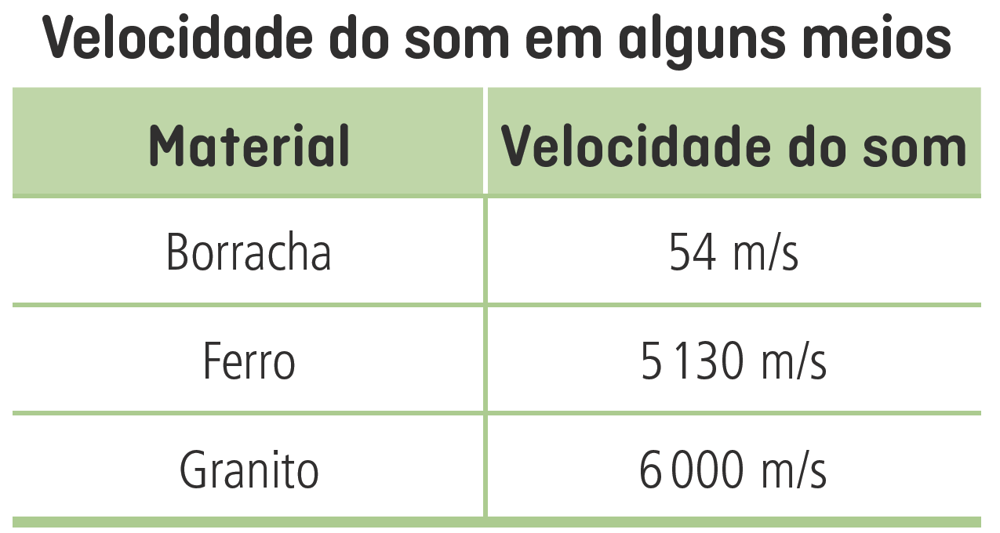 Velocidade do som em alguns meios
Material Velocidade do som
Borracha 54 m/s
Ferro 5 130 m/s
Granito 6 000 m/s